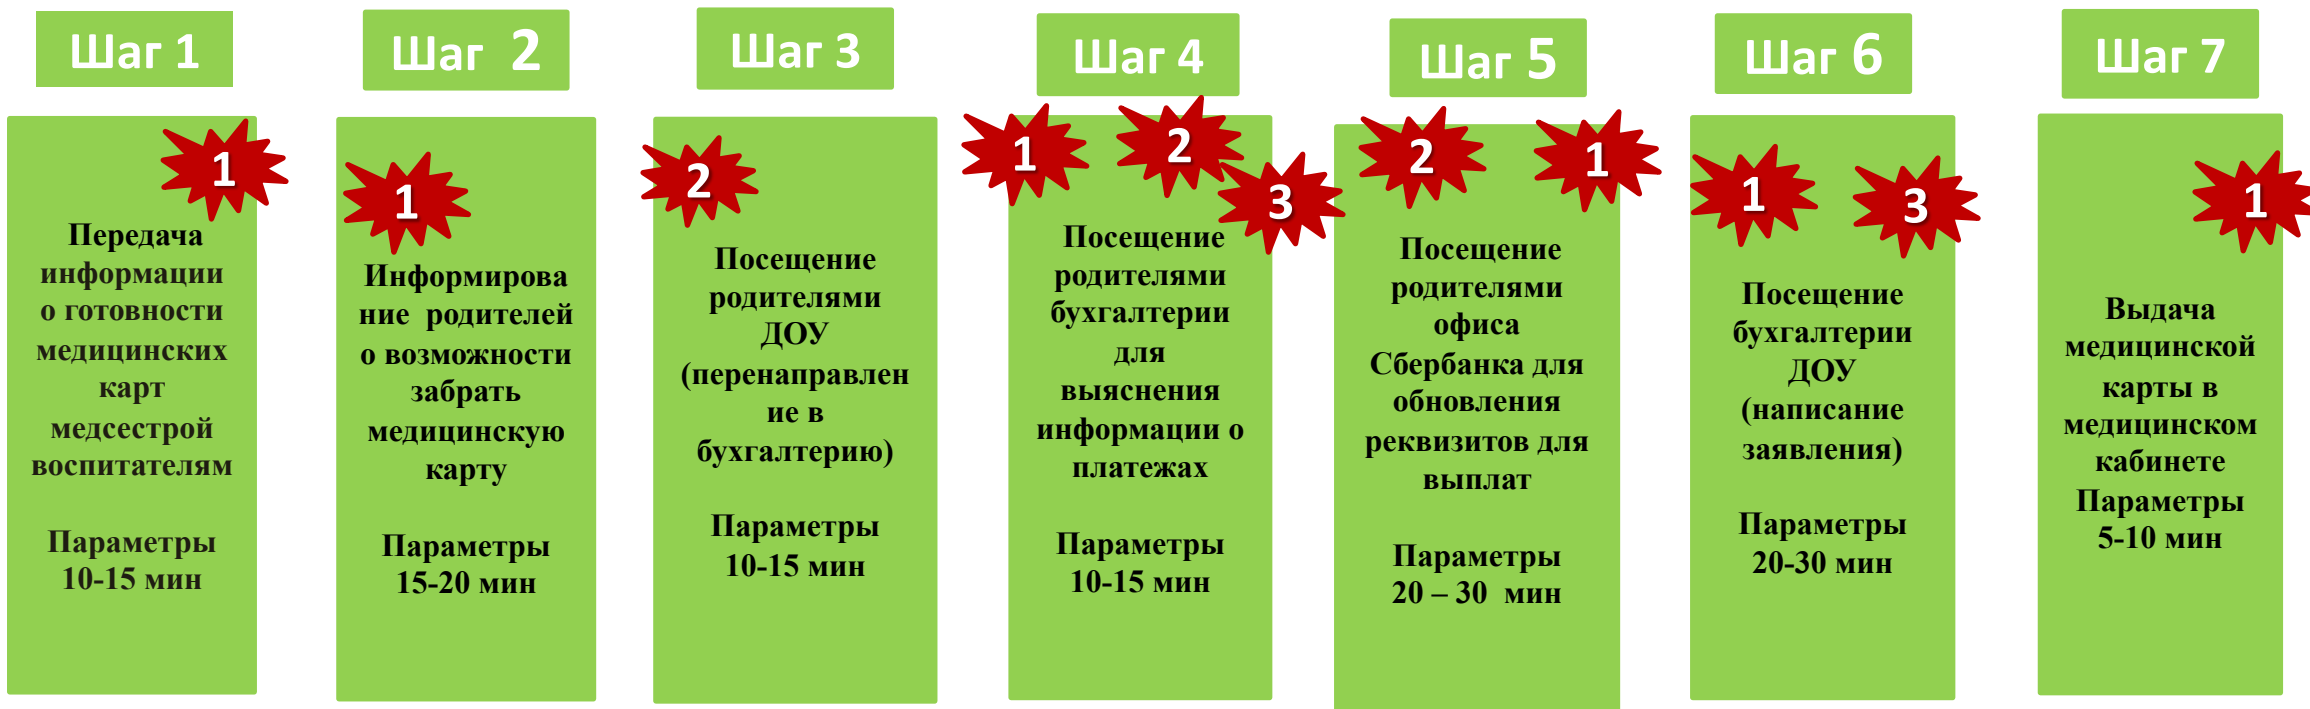 Шаг 1
1
Передача
информации
о готовности
медицинских
карт
медсестрой
воспитателям
Параметры
10-15 мин
Шаг 2
1
Информирова
ние родителей
о возможности
забрать
медицинскую
карту
Параметры
15-20 мин
Шаг 3
2
Посещение
родителями
ДОУ
(перенаправлен
ие в
бухгалтерию)
Параметры
10-15 мин
Шаг 4
1
2
3
Посещение
родителями
бухгалтерии
для
выяснения
информации о
платежах
Параметры
10-15 мин
Шаг 5
2
1
Посещение
родителями
офиса
Сбербанка для
обновления
реквизитов для
выплат
Параметры
20 – 30 мин
Шаг 6
1
3
Посещение
бухгалтерии
ДОУ
(написание
заявления)
Параметры
20-30 мин
Шаг 7
1
Выдача
медицинской
карты в
медицинском
кабинете
Параметры
5-10 мин